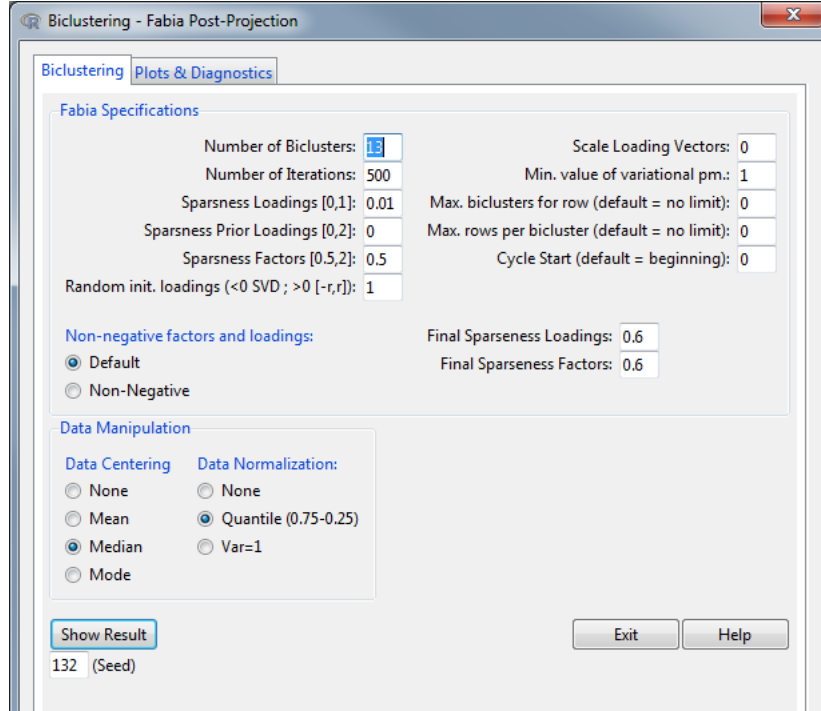 Biclustering - Fabia Post-Projection
x
Biclustering Plots & Diagnostics
Fabia Specifications
Number of Biclusters: 13
Number of Iterations: 500
Sparsness Loadings [0,1]: 0.01
Sparsness Prior Loadings [0,2]: 0
Sparsness Factors [0.5,2]: 0.5
Random init. loadings (<0 SVD ; >0 [-r,r]): 1
Scale Loading Vectors: 0
Min. value of variational pm.: 1
Max. biclusters for row (default = no limit): 0
Max. rows per bicluster (default = no limit): 0
Cycle Start (default = beginning): 0
Non-negative factors and loadings:
Default
Non-Negative
Final Sparseness Loadings: 0.6
Final Sparseness Factors: 0.6
Data Manipulation
Data Centering
None
Mean
Median
Mode
Data Normalization:
None
Quantile (0.75-0.25)
Var=1
Show Result
132 (Seed)
Exit
Help